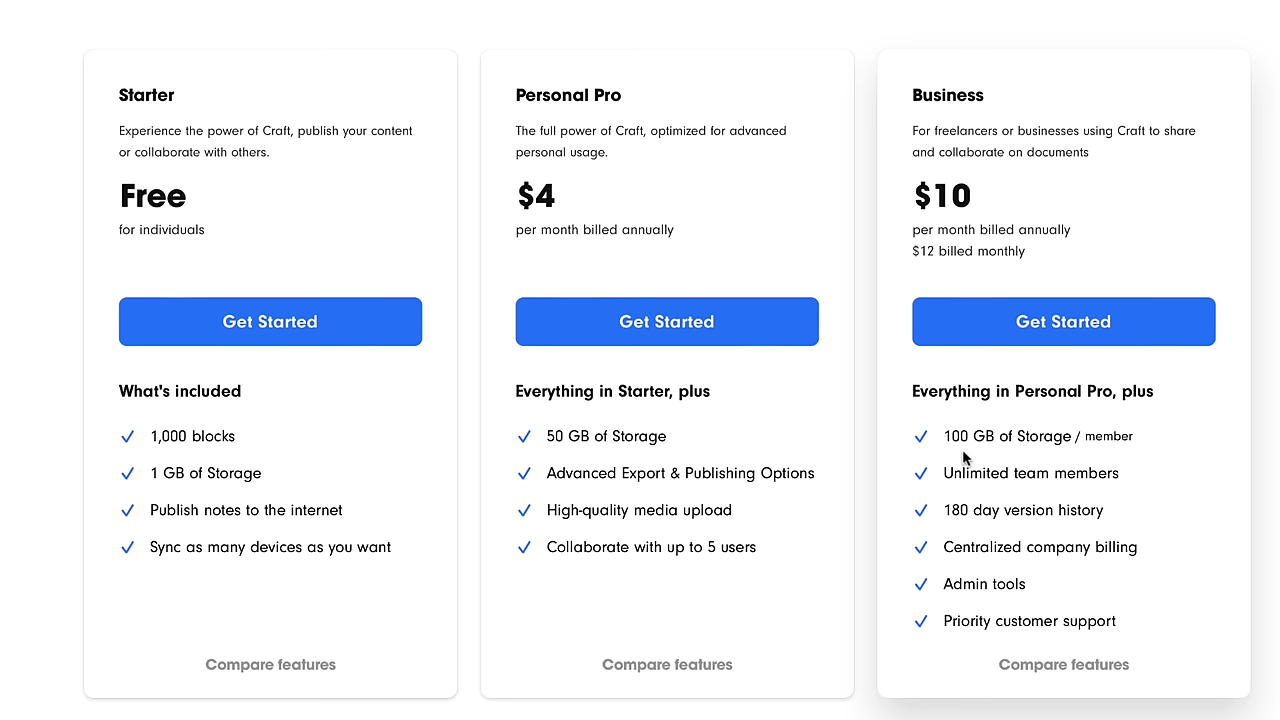 Starter
Experience the power of Craft, publish your content
or collaborate with others.
Free
for individuals
Get Started
What's included
1,000 blocks
1 GB of Storage
Publish notes to the internet
Sync as many devices as you want
Compare features
Personal Pro
The full power of Craft, optimized for advanced
personal usage.
$4
per month billed annually
Get Started
Everything in Starter, plus
50 GB of Storage
Advanced Export & Publishing Options
High-quality media upload
Collaborate with up to 5 users
Compare features
Business
For freelancers or businesses using Craft to share
and collaborate on documents
$10
per month billed annually
$12 billed monthly
Get Started
Everything in Personal Pro, plus
100 GB of Storage / member
Unlimited team members
180 day version history
Centralized company billing
Admin tools
Priority customer support
Compare features